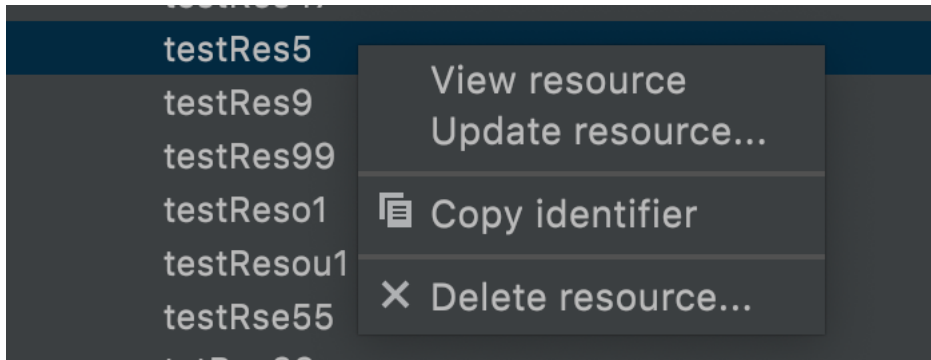 testRes5
testRes9
testRes99
testReso1
testResou1
testRse55
View resource
Update resource...
Copy identifier
Delete resource...